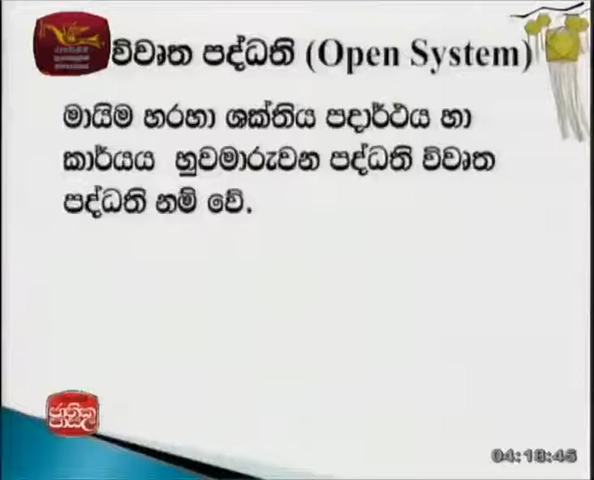 විවෘත පද්ධති (Open System)
මායිම හරහා ශක්තිය පදාර්ථය හා
කාර්යය හුවමාරුවන පද්ධති විවෘත
පද්ධති නම් වේ.
ජාතික
පාසල
04:18:45